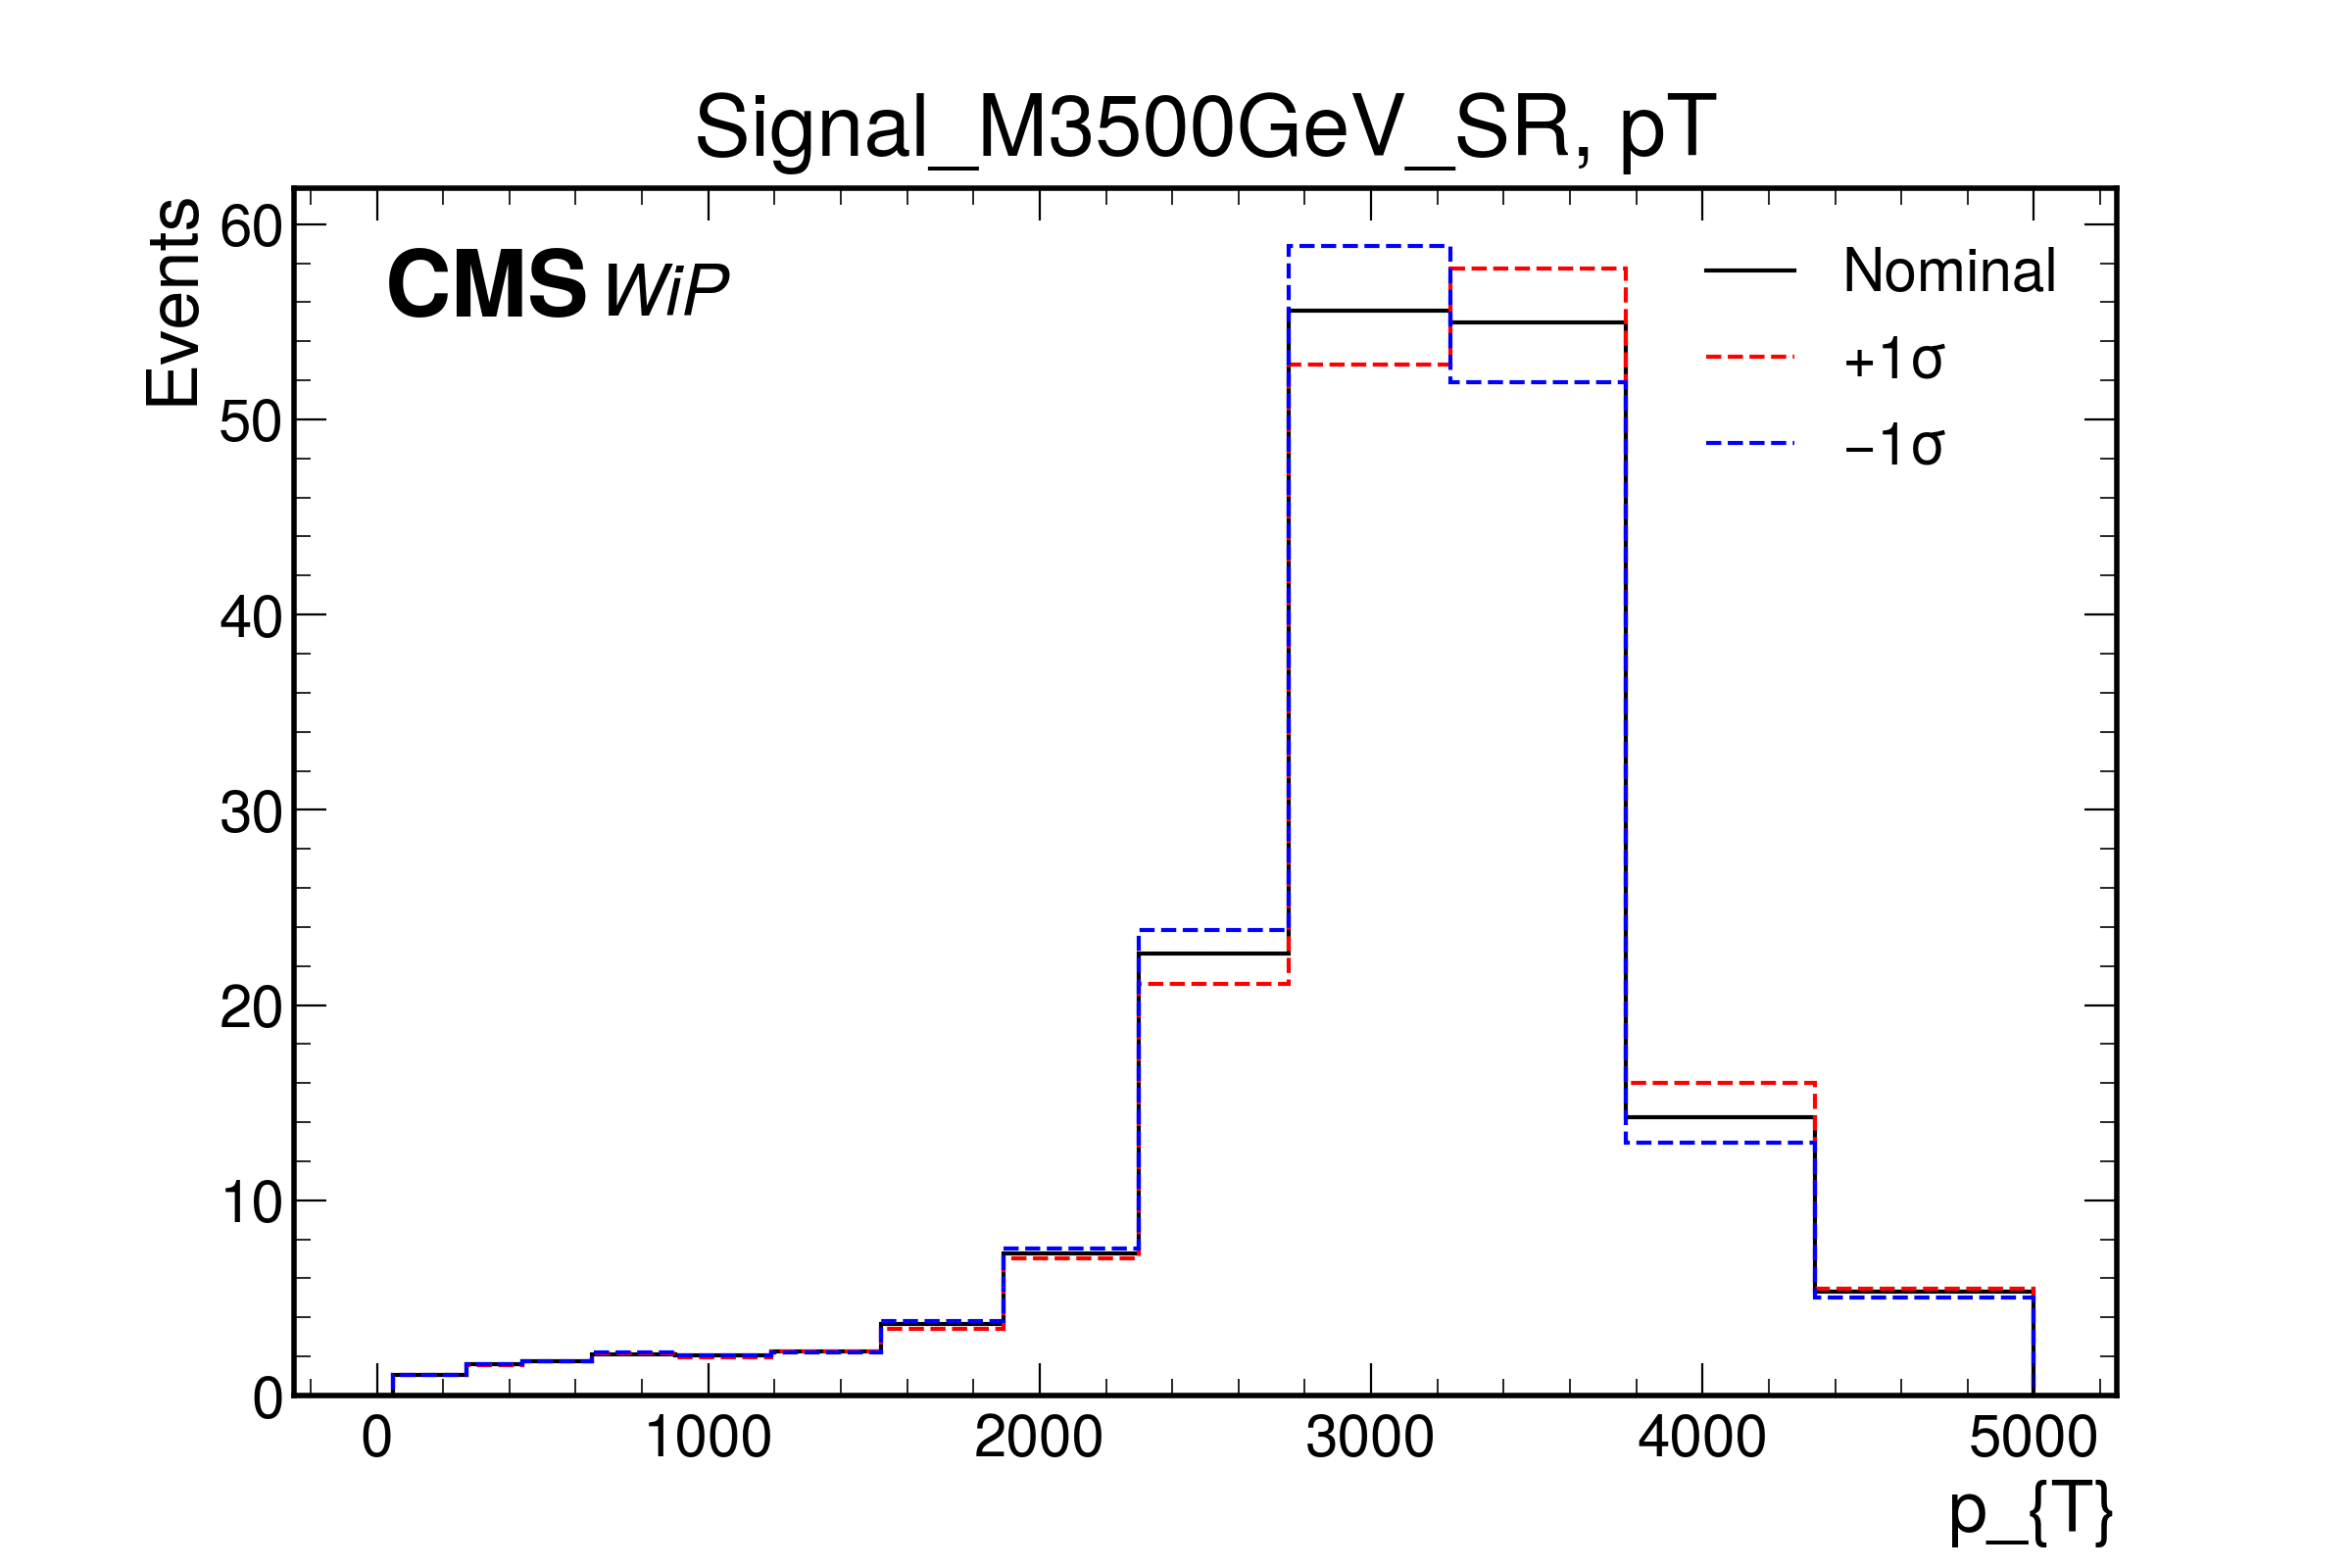 Signal_M3500GeV_SR, pT
Events
CMS WiP
Nominal
+1σ
−1σ
60
50
40
30
20
10
0
0 1000 2000 3000 4000 5000
p_{T}